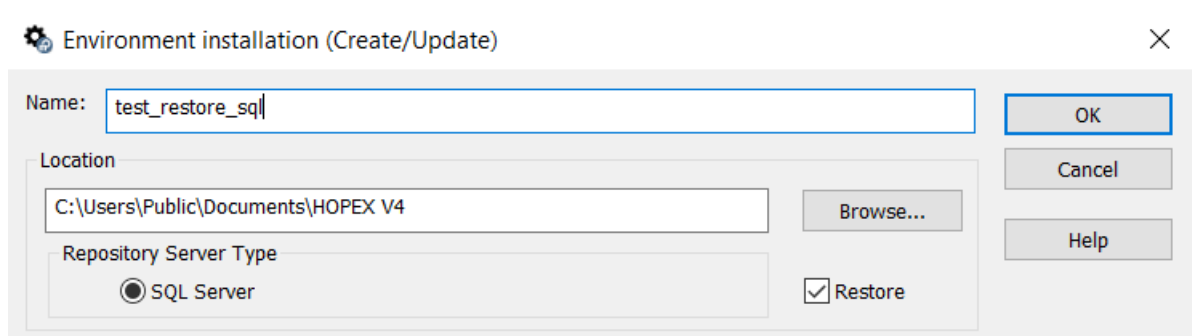 Environment installation (Create/Update)
Name: test_restore_sql OK
Location Cancel
C:\Users\Public\Documents\HOPEX V4 Browse...
Repository Server Type Help
SQL Server Restore